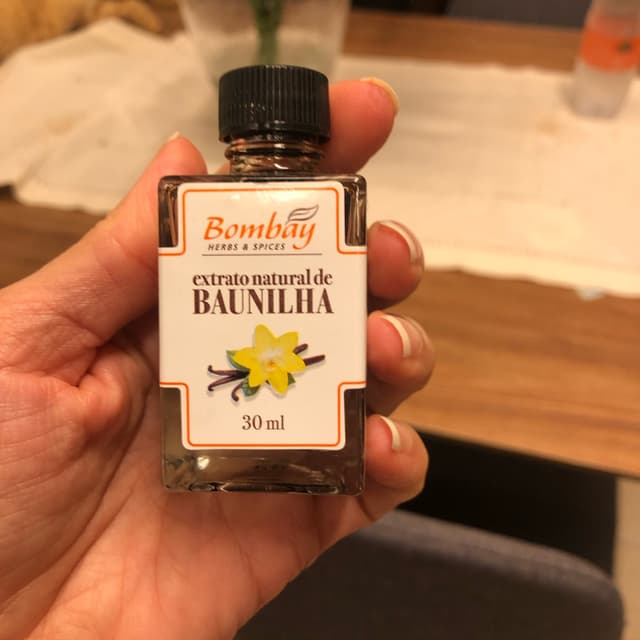 Bombay
HERBS & SPICES
extrato natural de
BAUNILHA
30 ml